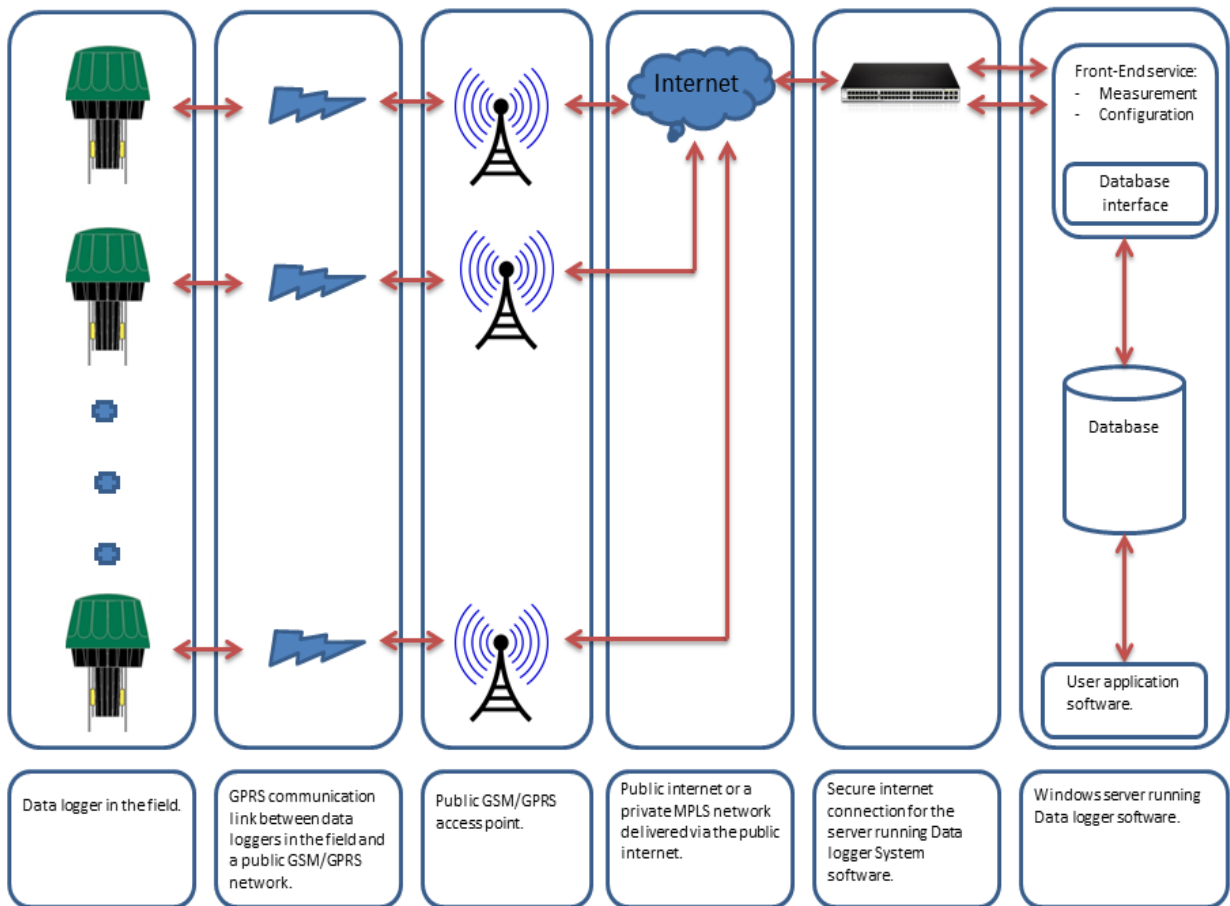 Internet
Front-End service:
- Measurement
- Configuration
Database
interface
Database
User application
software.
Data logger in the field.
GPRS communication
link between data
loggers in the field and
a public GSM/GPRS
network.
Public GSM/GPRS
access point.
Public internet or a
private MPLS network
delivered via the public
internet.
Secure internet
connection for the
server running Data
logger System
software.
Windows server running
Data logger software.